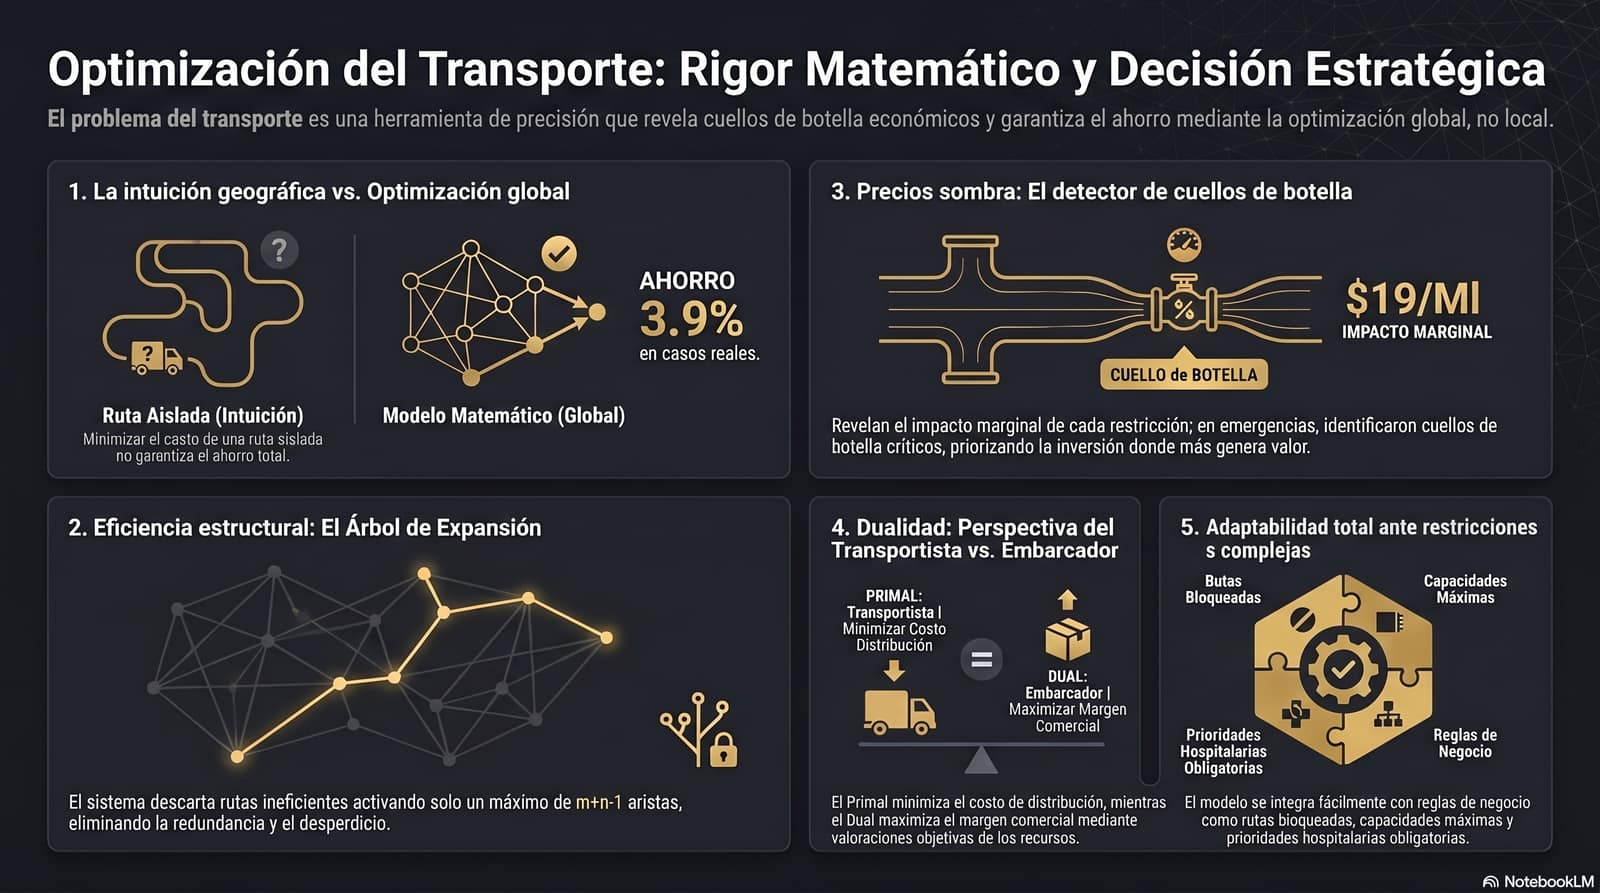 Optimización del Transporte: Rigor Matemático y Decisión Estratégica
El problema del transporte es una herramienta de precisión que revela cuellos de botella económicos y garantiza el ahorro mediante la optimización global, no local.
1. La intuición geográfica vs. Optimización global
?
?
Ruta Aislada (Intuición)
Minimizar el casto de una ruta sislada
no garantiza el ahorro total.
Modelo Matemático (Global)
AHORRO
3.9%
en casos reales.
2. Eficiencia estructural: El Árbol de Expansión
El sistema descarta rutas ineficientes activando solo un máximo de m+n-1 aristas,
eliminando la redundancia y el desperdicio.
3. Precios sombra: El detector de cuellos de botella
%
CUELLO de BOTELLA
$19/Ml
IMPACTO MARGINAL
Revelan el impacto marginal de cada restricción; en emergencias, identificaron cuellos de
botella críticos, priorizando la inversión donde más genera valor.
4. Dualidad: Perspectiva del
Transportista vs. Embarcador
PRIMAL:
Transportista |
Minimizar Costo
Distribución
=
DUAL:
Embarcador |
Maximizar Margen
Comercial
El Primal minimiza el costo de distribución, mientras
el Dual maximiza el margen comercial mediante
valoraciones objetivas de los recursos.
5. Adaptabilidad total ante restricciones
s complejas
Butas
Bloqueadas
Capacidades
Máximas
Prioridades
Hospitalarias
Obligatorias
Reglas de
Negocio
El modelo se integra fácilmente con reglas de negocio
como rutas bloqueadas, capacidades máximas y
prioridades hospitalarias obligatorias.
NotebookLM